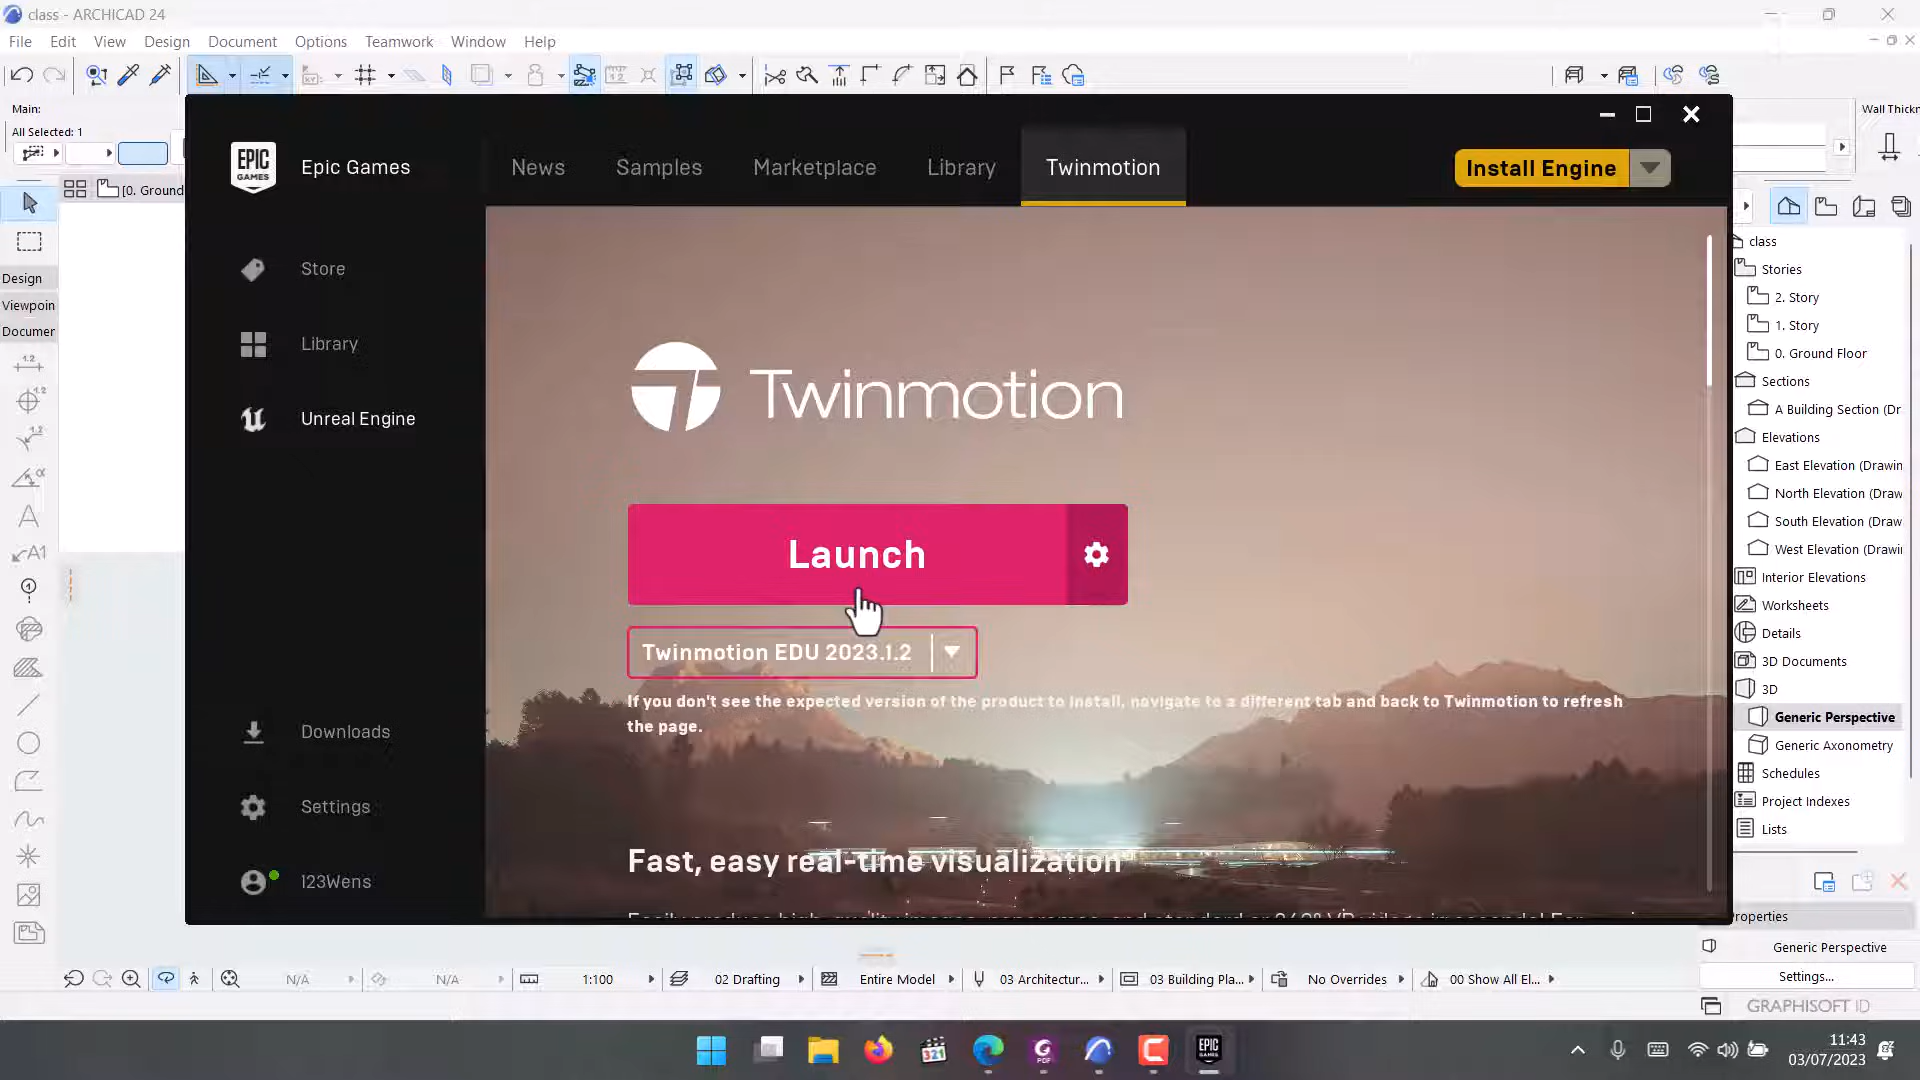 class - ARCHICAD 24
File Edit View Design Document Options Teamwork Window Help
Main:
All Selected: 1
[0. Ground
Design
Viewpoin
Documen
Wall Thickn
EPIC GAMES
Epic Games
News Samples Marketplace Library Twinmotion
Install Engine
Store
Library
Unreal Engine
Downloads
Settings
123Wens
Twinmotion
Launch
Twinmotion EDU 2023.1.2
If you don't see the expected version of the product to install, navigate to a different tab and back to Twinmotion to refresh
the page.
Fast, easy real-time visualization
class
Stories
2. Story
1. Story
0. Ground Floor
Sections
A Building Section (Dr
Elevations
East Elevation (Drawin
North Elevation (Draw
South Elevation (Draw
West Elevation (Drawi
Interior Elevations
Worksheets
Details
3D Documents
3D
Generic Perspective
Generic Axonometry
Schedules
Project Indexes
Lists
roperties
Generic Perspective
Settings...
GRAPHISOFT ID
N/A N/A 1:100 02 Drafting Entire Model 03 Architectur... 03 Building Pla... No Overrides 00 Show All El...
11:43
03/07/2023